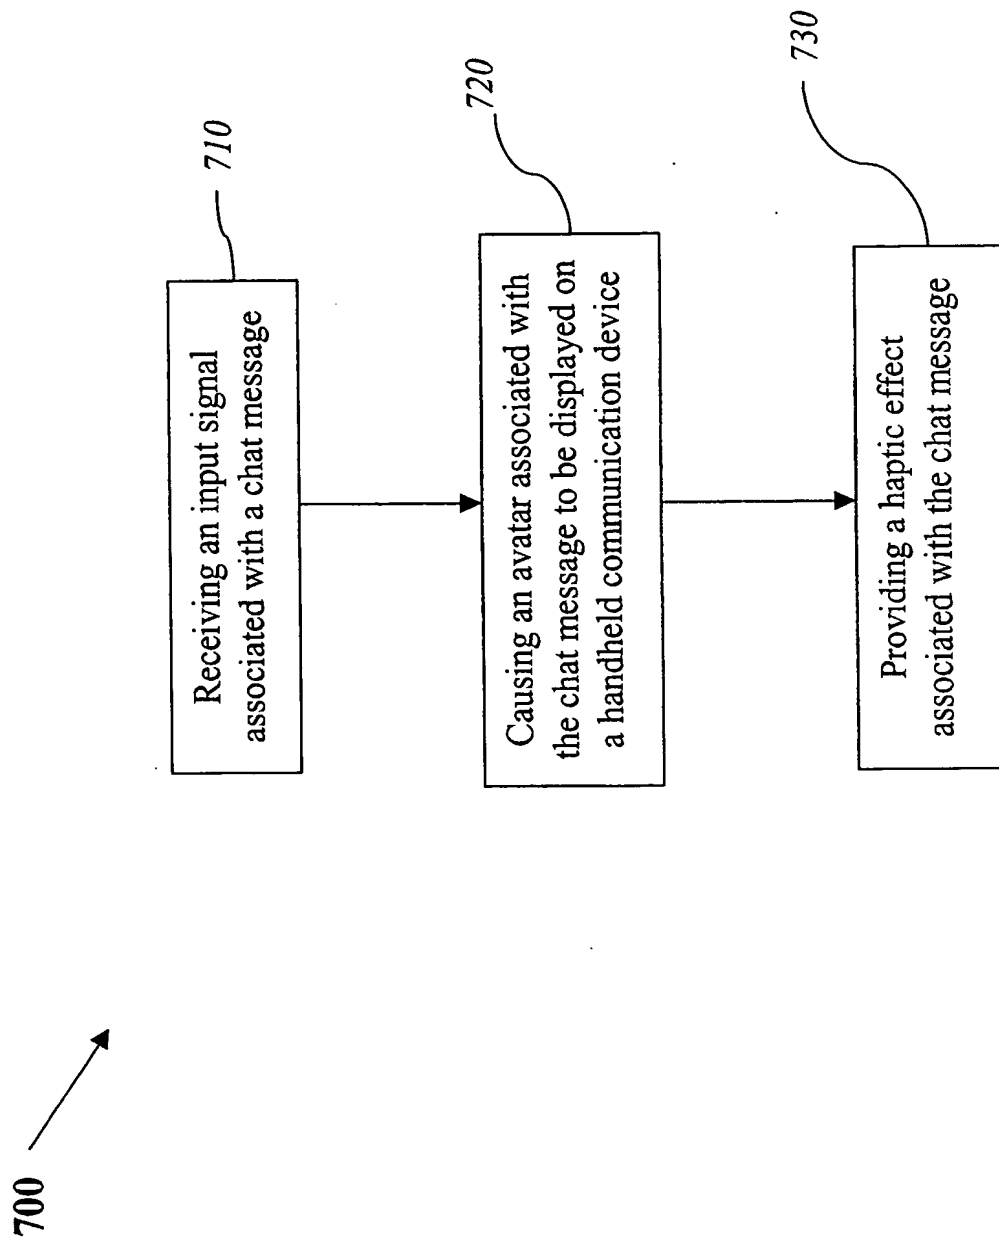 700
Receiving an input signal
associated with a chat message
710
Causing an avatar associated with
the chat message to be displayed on
a handheld communication device
720
Providing a haptic effect
associated with the chat message
730